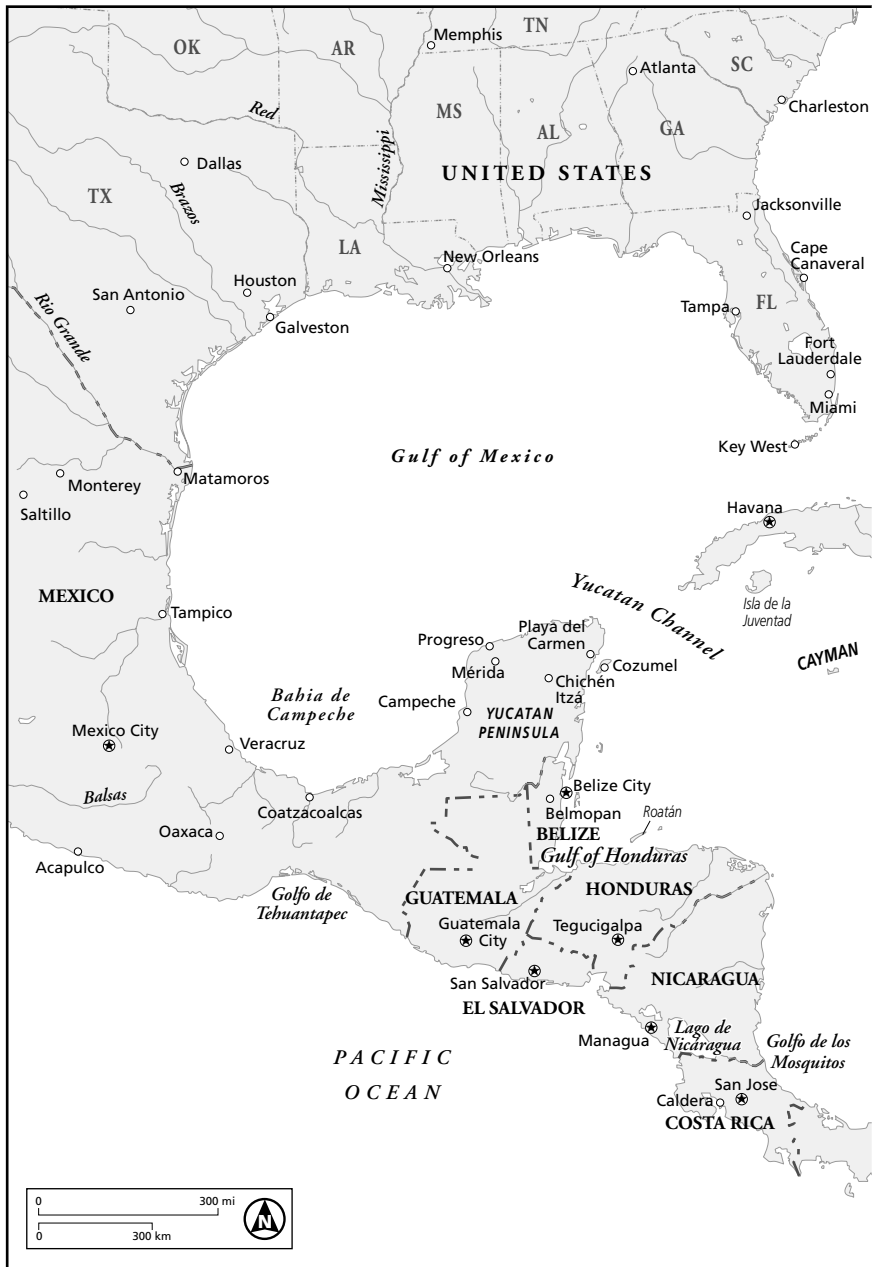 OK
AR
TN
Memphis
SC
Atlanta
Charleston
MS
AL
GA
Red
Mississippi
Dallas
UNITED STATES
TX
Brazos
Jacksonville
LA
New Orleans
Cape
Canaveral
Houston
San Antonio
FL
Tampa
Galveston
Rio Grande
Fort
Lauderdale
Miami
Key West
Gulf of Mexico
Monterey
Matamoros
Saltillo
Havana
MEXICO
Yucatan Channel
Isla de la
Juventad
Tampico
Playa del
Carmen
Progreso
CAYMAN
Mérida
Cozumel
Chichén
Itzá
Bahia de
Campeche
Campeche
YUCATAN
PENINSULA
Mexico City
Veracruz
Balsas
Belize City
Coatzacoalcas
Belmopan
Roatán
Oaxaca
BELIZE
Gulf of Honduras
Acapulco
Golfo de
Tehuantapec
GUATEMALA
HONDURAS
Guatemala
City
Tegucigalpa
San Salvador
NICARAGUA
EL SALVADOR
Managua
Lago de
Nicaragua
Golfo de los
Mosquitos
PACIFIC
OCEAN
San Jose
Caldera
COSTA RICA
0 300 mi
0 300 km
N